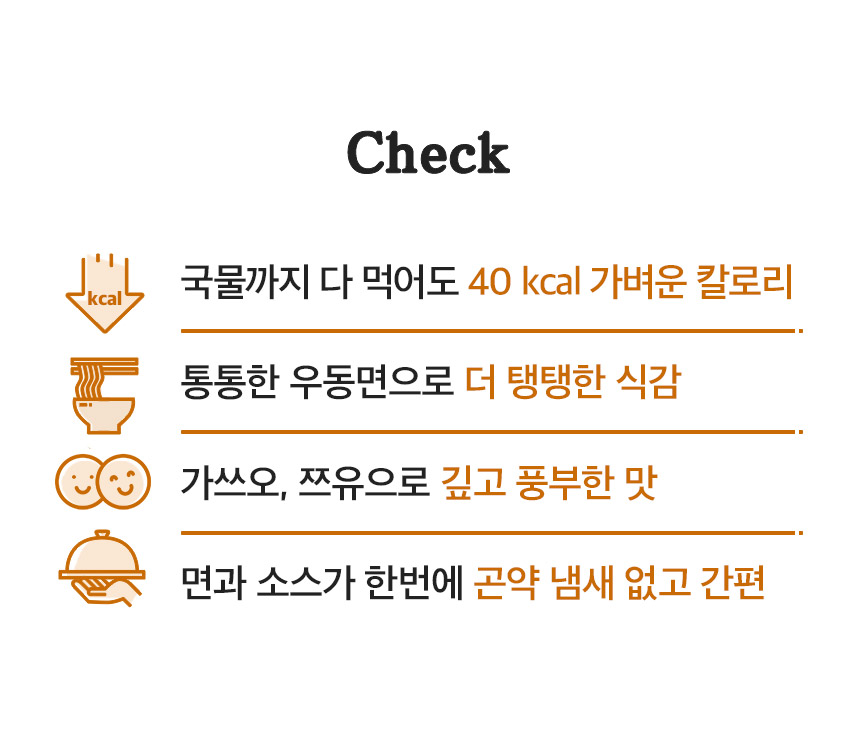 Check
kcal
국물까지 다 먹어도 40 kcal 가벼운 칼로리
통통한 우동면으로 더 탱탱한 식감
가쓰오, 쯔유으로 깊고 풍부한 맛
면과 소스가 한번에 곤약 냄새 없고 간편